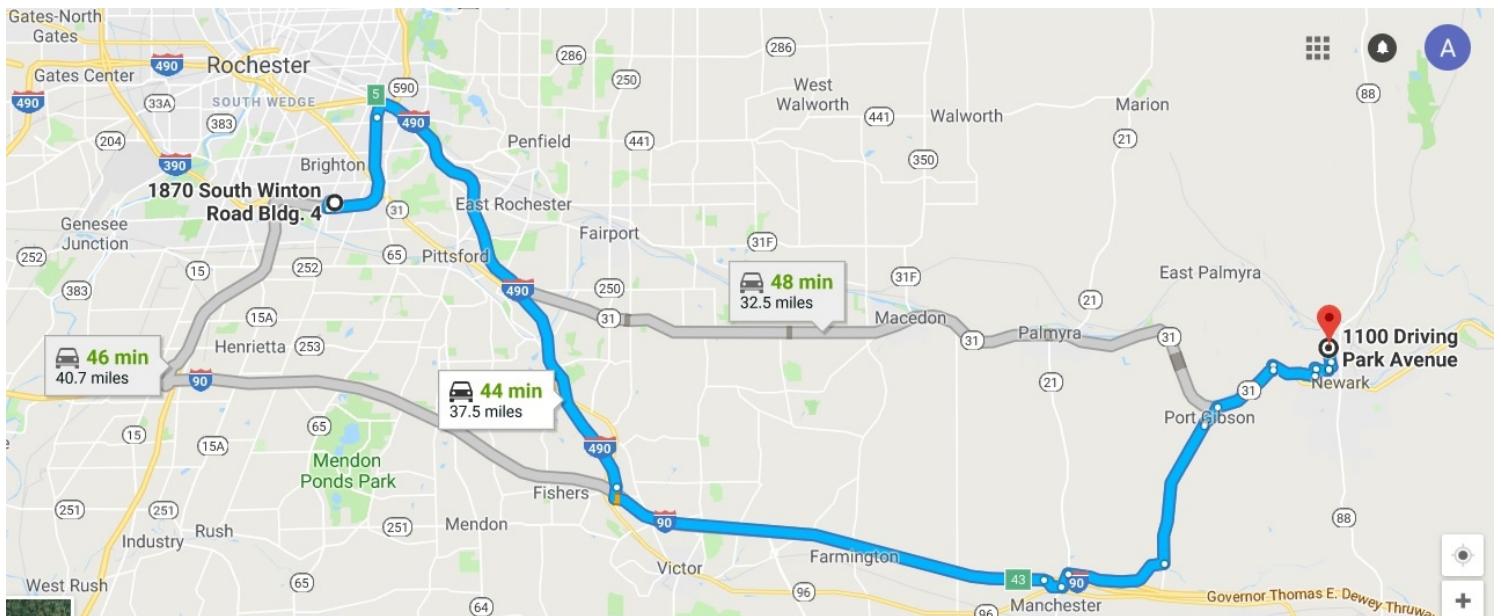 Gates-North
Gates
286
286
88
A
490
Rochester
590
250
West
Walworth
Marion
Gates Center
5
490
33A
SOUTH WEDGE
490
441
Walworth
383
Penfield
441
21
204
390
Brighton
350
1870 South Winton
Road Bldg. 4
31
East Rochester
Genesee
Junction
Fairport
31F
252
15
252
65
Pittsford
48 min
32.5 miles
31F
East Palmyra
383
490
250
21
15A
31
Macedon
Palmyra
31
1100 Driving
Park Avenue
46 min
40.7 miles
Henrietta
253
31
90
44 min
37.5 miles
21
31
Newark
Port Gibson
15
65
15A
Mendon
Ponds Park
490
Fishers
251
251
Rush
251
Mendon
90
88
Industry
Farmington
West Rush
65
Victor
43
90
64
96
96
Manchester
Governor Thomas E. Dewey Thruway
+